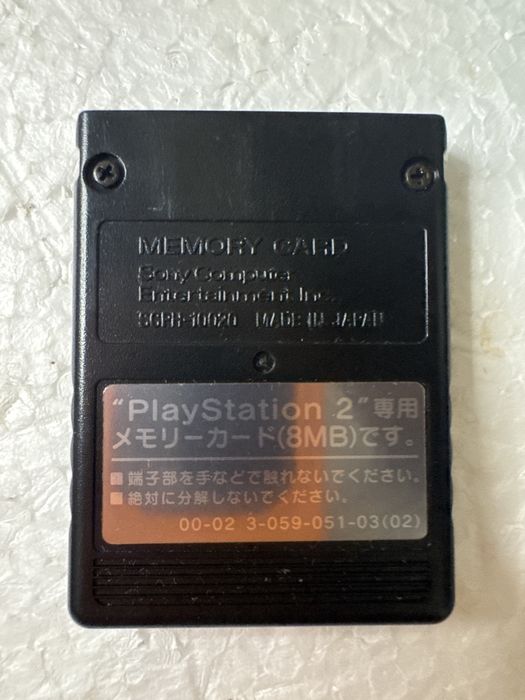 MEMORY CARD
Sony Computer
Entertainment Inc.
SCPH-10020 MADE IN JAPAN
"PlayStation 2"専用
メモリーカード(8MB)です。
■端子部を手などで触れないでください。
■絶対に分解しないでください。
00-02 3-059-051-03(02)